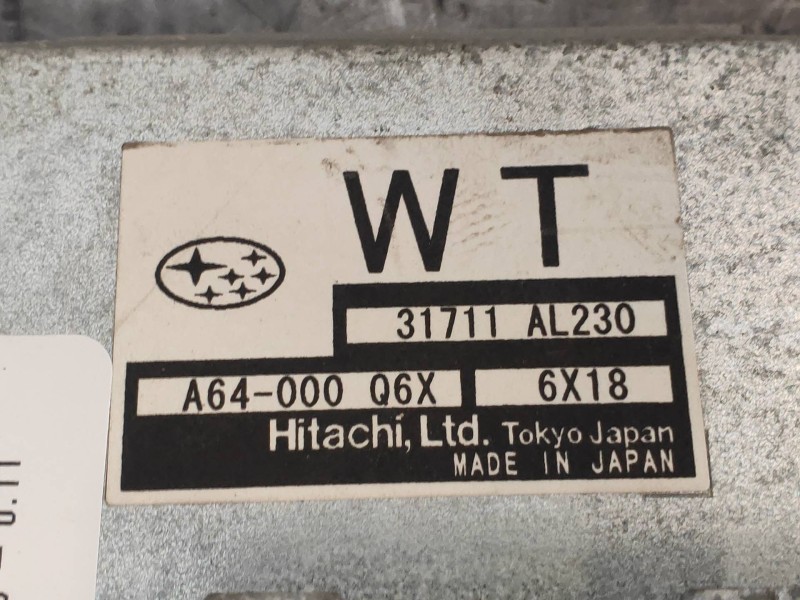 WT
31711 AL230
A64-000 Q6X 6X18
Hitachi, Ltd. Tokyo Japan
MADE IN JAPAN